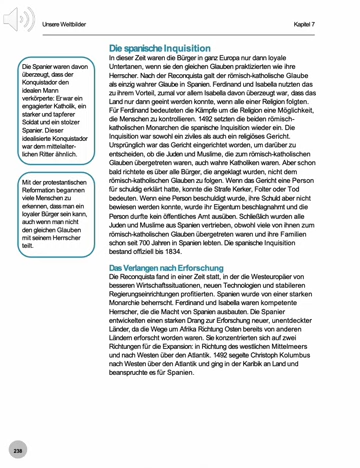 Unsere Weltbilder
Kapitel 7
Der Spanier waren davon
überzeugt, dass der
Konquistador den
idealen Mann
verkörperte: Er war ein
engagierter Katholik, ein
starker und tapferer
Soldat und ein stolzer
Spanier. Dieser
idealisierte Konquistador
war dem mittelalter-
lichen Ritter ähnlich.
Mit der protestantischen
Reformation begannen
viele Menschen zu
erkennen, dass man ein
loyaler Bürger sein kann,
auch wenn man nicht
den gleichen Glauben
mit seinem Herrscher
teilt.
Die spanische Inquisition
In dieser Zeit waren die Bürger in ganz Europa nur dann loyale
Untertanen, wenn sie den gleichen Glauben praktizierten wie ihre
Herrscher. Nach der Reconquista galt der römisch-katholische Glaube
als einzig wahrer Glaube in Spanien. Ferdinand und Isabella nutzten das
zu ihrem Vorteil, zumal vor allem Isabella davon überzeugt war, dass das
Land nur dann geeint werden konnte, wenn alle einer Religion folgten.
Für Ferdinand bedeuteten die Kämpfe um die Religion eine Möglichkeit,
die Menschen zu kontrollieren. 1492 setzten die beiden römisch-
katholischen Monarchen die spanische Inquisition wieder ein. Die
Inquisition war sowohl ein ziviles als auch ein religiöses Gericht.
Ursprünglich war das Gericht eingerichtet worden, um darüber zu
entscheiden, ob die Juden und Muslime, die zum römisch-katholischen
Glauben übergetreten waren, auch wahre Katholiken waren. Aber schon
bald richtete es über alle Bürger, die angeklagt wurden, nicht dem
römisch-katholischen Glauben zu folgen. Wenn das Gericht eine Person
für schuldig erklärt hatte, konnte die Strafe Kerker, Folter oder Tod
bedeuten. Wenn eine Person beschuldigt wurde, ihre Schuld aber nicht
bewiesen werden konnte, wurde ihr Eigentum beschlagnahmt und die
Person durfte kein öffentliches Amt ausüben. Schließlich wurden alle
Juden und Muslime aus Spanien vertrieben, obwohl viele von ihnen zum
römisch-katholischen Glauben übergetreten waren und ihre Familien
schon seit 700 Jahren in Spanien lebten. Die spanische Inquisition
bestand offiziell bis 1834.
Das Verlangen nach Erforschung
Die Reconquista fand in einer Zeit statt, in der die Westeuropäer von
besseren Wirtschaftssituationen, neuen Technologien und stabileren
Regierungseinrichtungen profitierten. Spanien wurde von einer starken
Monarchie beherrscht. Ferdinand und Isabella waren kompetente
Herrscher, die die Macht von Spanien ausbauten. Die Spanier
entwickelten einen starken Drang zur Erforschung neuer, unentdeckter
Länder, da die Wege um Afrika Richtung Osten bereits von anderen
Ländern erforscht worden waren. Sie konzentrierten sich auf zwei
Richtungen für die Expansion: in Richtung des westlichen Mittelmeers
und nach Westen über den Atlantik. 1492 segelte Christoph Kolumbus
nach Westen über den Atlantik und ging in der Karibik an Land und
beanspruchte es für Spanien.
238